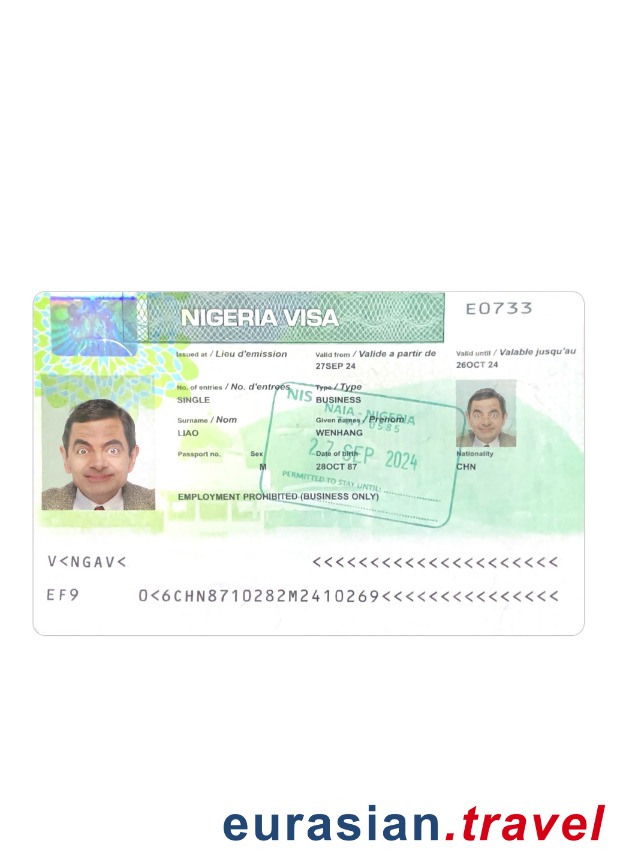 NIGERIA VISA
E0733
Issued at / Lieu d'emission
Valid from / Valide a partir de
27SEP 24
Valid until / Valable jusqu'au
26OCT 24
No. of entries / No. d'entrées
SINGLE
Type / Type
BUSINESS
Surname / Nom
LIAO
Given names / Prenom
WENHANG
Passport no.
Sex
M
Date of birth
28OCT 87
Nationality
CHN
NIS
NAIA - NIGERIA
0585
27 SEP 2024
PERMITTED TO STAY UNTIL:
EMPLOYMENT PROHIBITED (BUSINESS ONLY)
V<NGAV< <<<<<<<<<<<<<<<<<<<<<<<
EF9 0<6CHN8710282M2410269<<<<<<<<<<<<<<<<
eurasian.travel